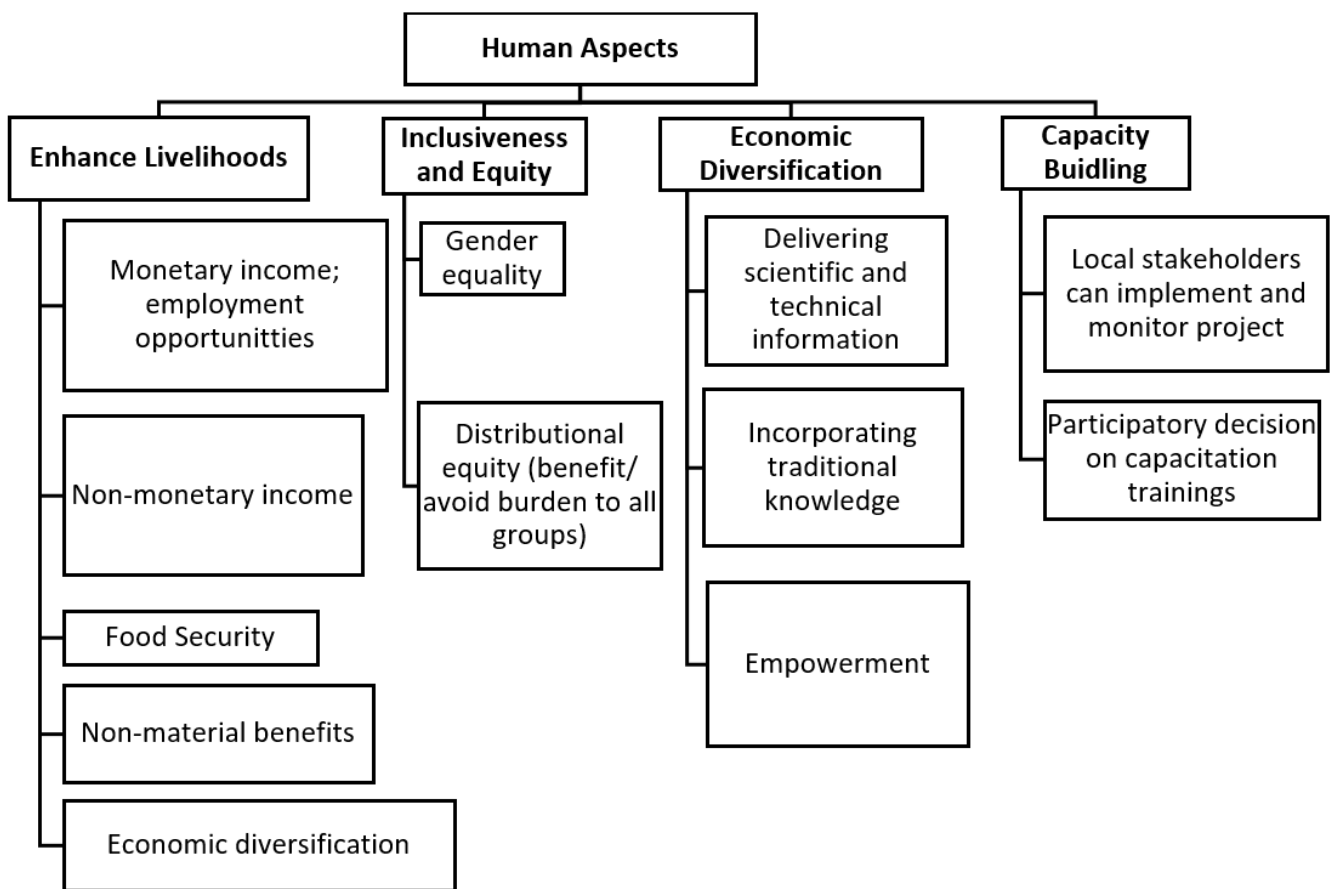 Human Aspects
Enhance Livelihoods
Monetary income;
employment
opportunitties
Non-monetary income
Food Security
Non-material benefits
Economic diversification
Inclusiveness
and Equity
Gender
equality
Distributional
equity (benefit/
avoid burden to all
groups)
Economic
Diversification
Delivering
scientific and
technical
information
Incorporating
traditional
knowledge
Empowerment
Capacity
Buidling
Local stakeholders
can implement and
monitor project
Participatory decision
on capacitation
trainings